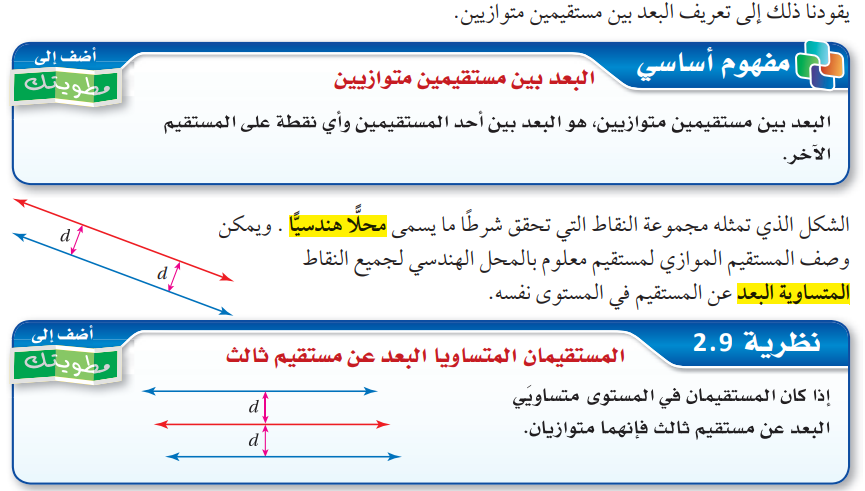 يقودنا ذلك إلى تعريف البعد بين مستقيمين متوازيين.
مفهوم أساسي
البعد بين مستقيمين متوازيين
أضف إلى
مطويتك
البعد بين مستقيمين متوازيين، هو البعد بين أحد المستقيمين وأي نقطة على المستقيم
الآخر.
الشكل الذي تمثله مجموعة النقاط التي تحقق شرطًا ما يسمى محلًّا هندسيًّا . ويمكن
وصف المستقيم الموازي لمستقيم معلوم بالمحل الهندسي لجميع النقاط
المتساوية البعد عن المستقيم في المستوى نفسه.
d
d
نظرية 2.9
المستقيمان المتساويا البعد عن مستقيم ثالث
أضف إلى
مطويتك
إذا كان المستقيمان في المستوى متساويَي
البعد عن مستقيم ثالث فإنهما متوازيان.
d
d